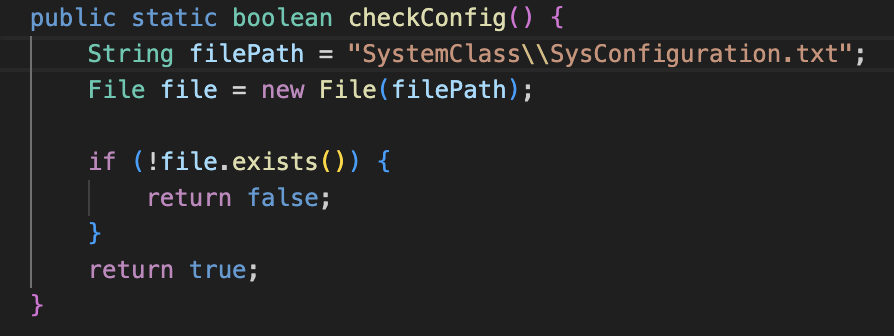 public static boolean checkConfig() {
    String filePath = "SystemClass\\SysConfiguration.txt";
    File file = new File(filePath);

    if (!file.exists()) {
        return false;
    }
    return true;
}